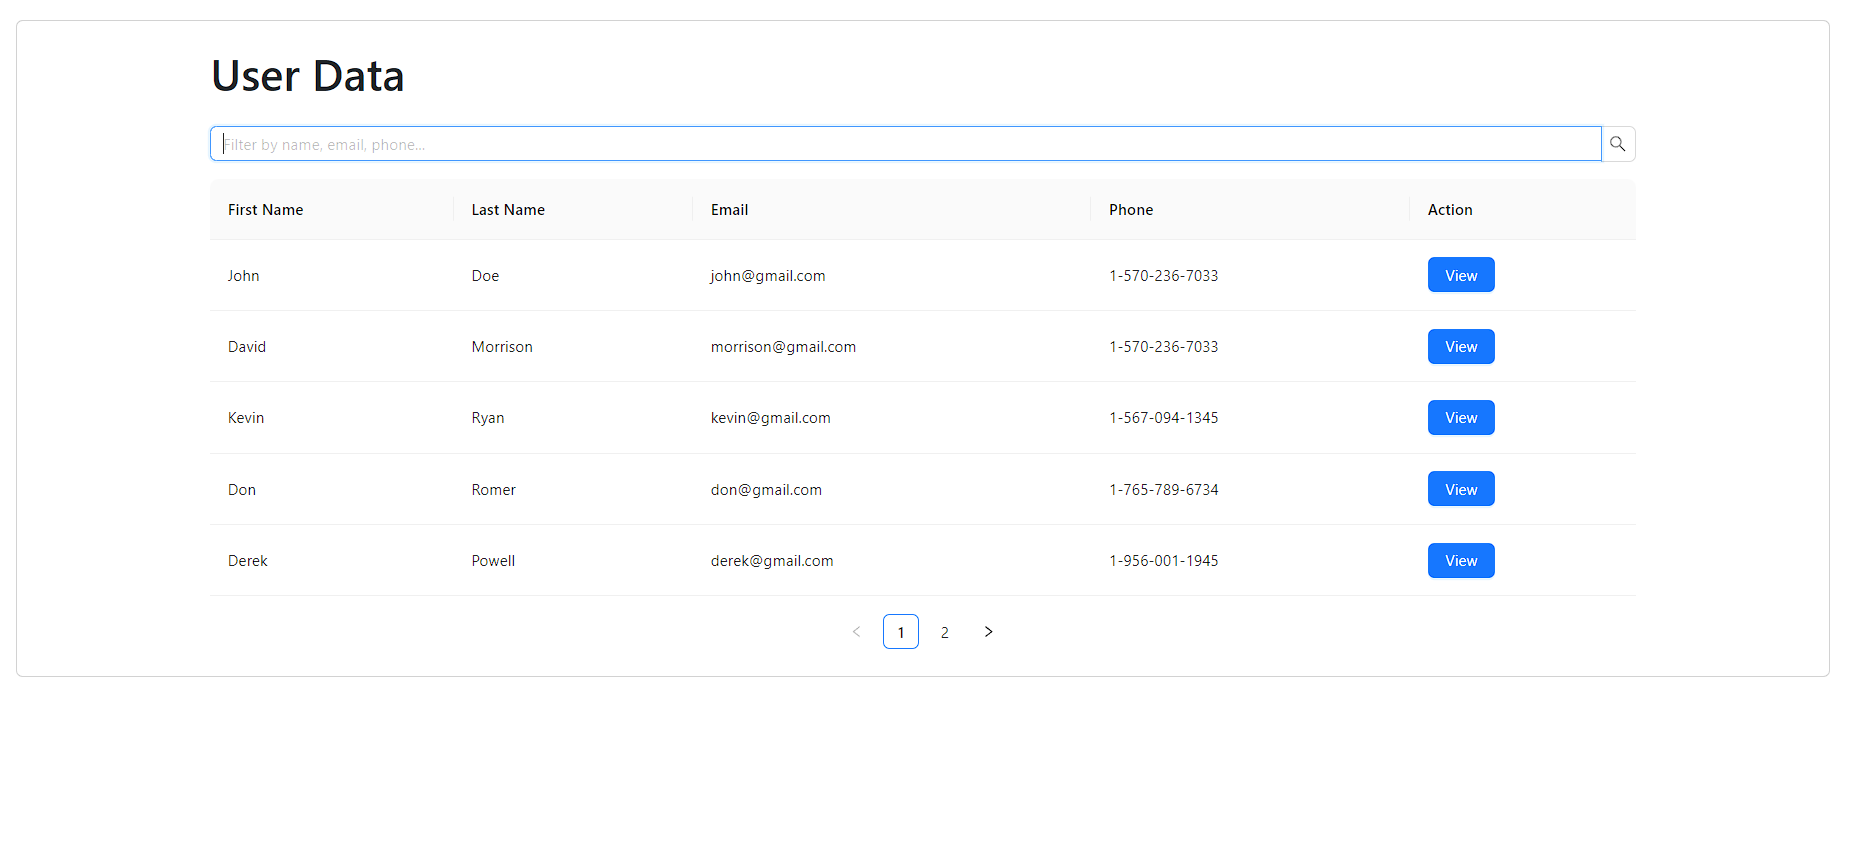 User Data
Filter by name, email, phone...
First Name Last Name Email Phone Action
John Doe john@gmail.com 1-570-236-7033 View
David Morrison morrison@gmail.com 1-570-236-7033 View
Kevin Ryan kevin@gmail.com 1-567-094-1345 View
Don Romer don@gmail.com 1-765-789-6734 View
Derek Powell derek@gmail.com 1-956-001-1945 View
< 1 2 >